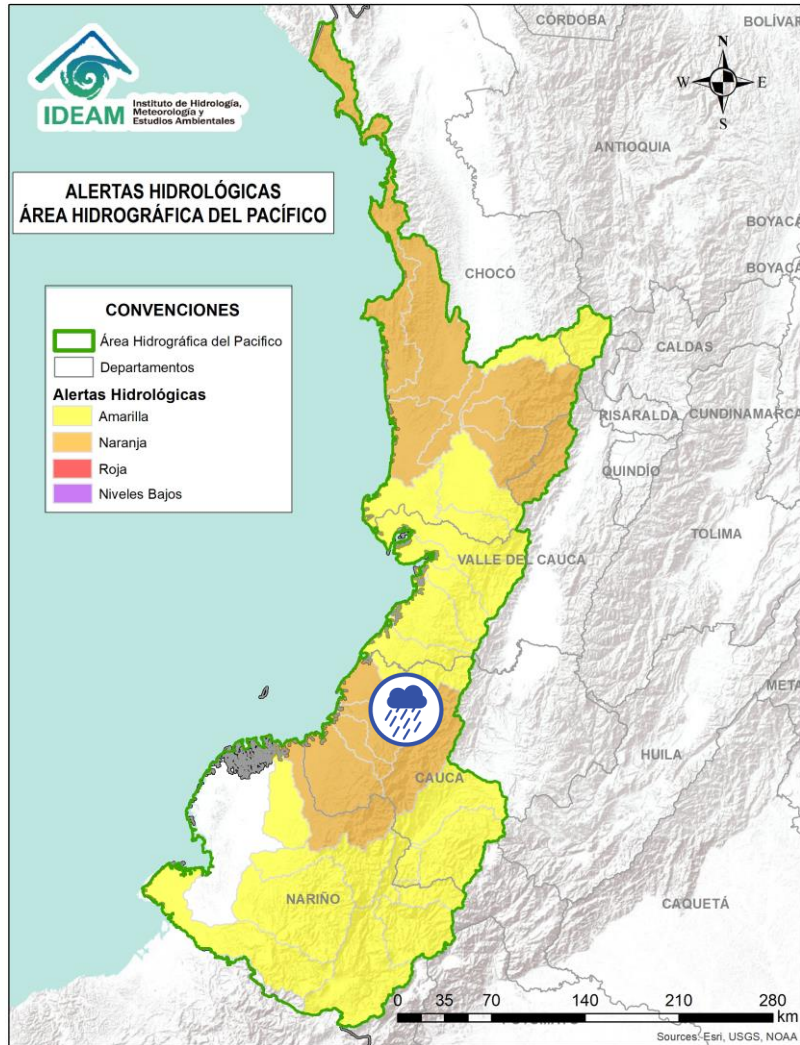 CÓRDOBA
BOLÍVAR
N
W E
S
IDEAM
Instituto de Hidrología,
Meteorología y
Estudios Ambientales
ANTIOQUIA
ALERTAS HIDROLÓGICAS
ÁREA HIDROGRÁFICA DEL PACÍFICO
BOYACÁ
BOYACÁ
CHOCÓ
CONVENCIONES
Área Hidrográfica del Pacifico
Departamentos
Alertas Hidrológicas
Amarilla
Naranja
Roja
Niveles Bajos
CALDAS
RISARALDA
CUNDINAMARCA
QUINDÍO
TOLIMA
VALLE DEL CAUCA
META
HUILA
CAUCA
NARIÑO
CAQUETÁ
0 35 70 140 210 280
km
Sources: Esri, USGS, NOAA